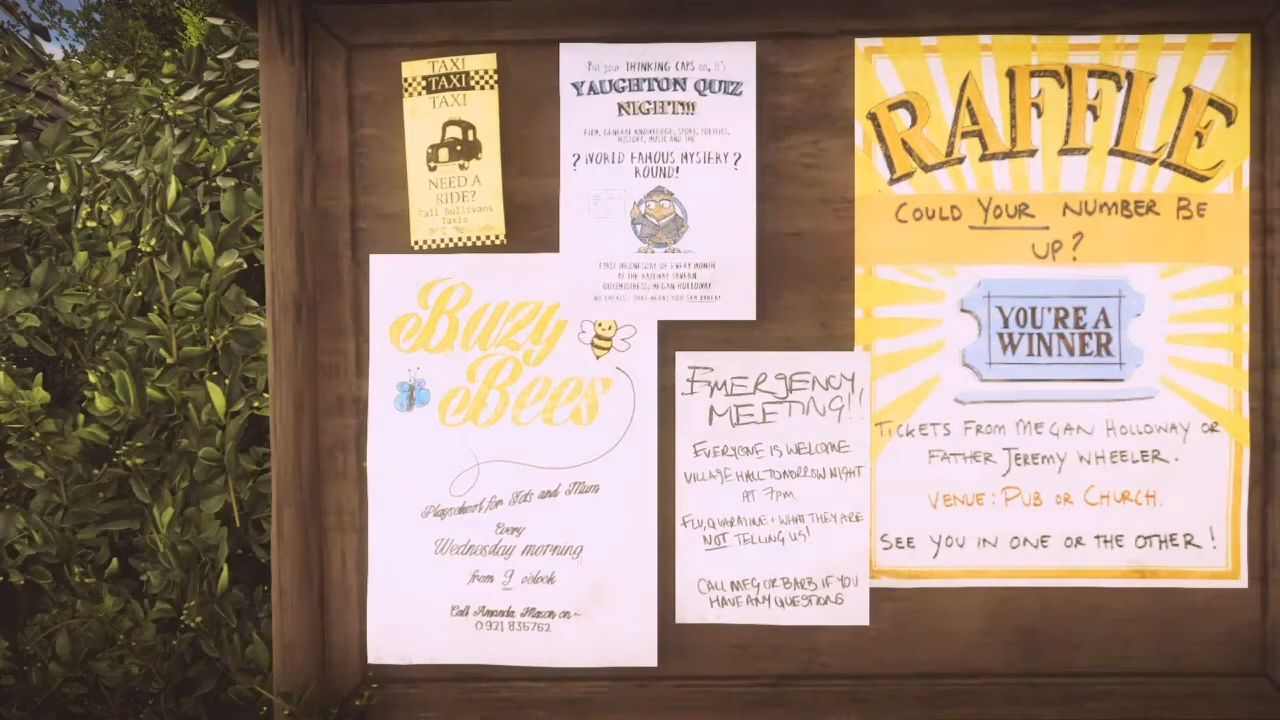 TAXI
TAXI
TAXI
NEED A
RIDE?
Call Sullivans
Taxis
Put your THINKING CAPS on, it's
YAUGHTON QUIZ
NIGHT!!!
FILM, GENERAL KNOWLEDGE, SPORT, POLITICS,
HISTORY, MUSIC AND THE
? WORLD FAMOUS MYSTERY ?
ROUND!
FIRST WEDNESDAY OF EVERY MONTH
AT THE RAILWAY TAVERN
QUIZMISTRESS: MEGAN HOLLOWAY
NO CHEATS. THAT MEANS YOU
Buzy
Bees
Playschool for Tots and Mum
Every
Wednesday morning
from 9 o'clock
Call Amanda Mason on~
0921 835762
EMERGENCY
MEETING!!
EVERYONE IS WELCOME
VILLAGE HALL TOMORROW NIGHT
AT 7PM
FLU, QUARATINE + WHAT THEY ARE
NOT TELLING US!
CALL MEG OR BARB IF YOU
HAVE ANY QUESTIONS
RAFFLE
COULD YOUR NUMBER BE
UP?
YOU'RE A
WINNER
TICKETS FROM MEGAN HOLLOWAY OR
FATHER JEREMY WHEELER.
VENUE: PUB OR CHURCH.
SEE YOU IN ONE OR THE OTHER!